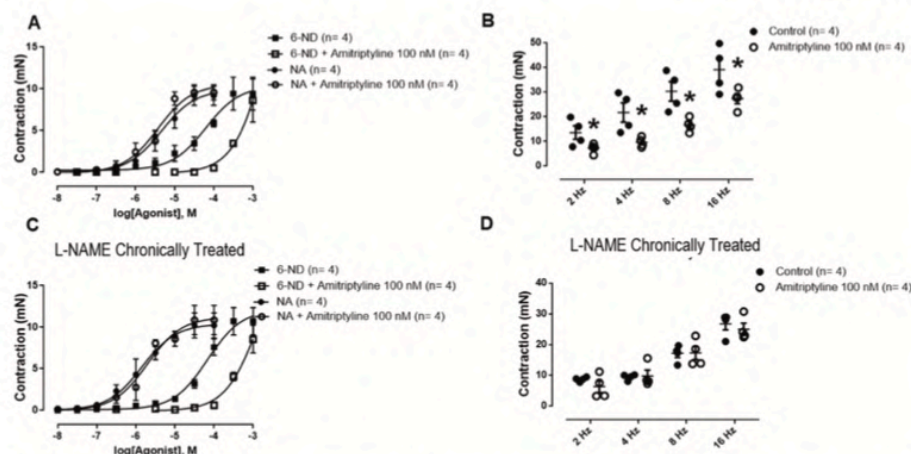 A
15
10
5
0
Contraction (mN)
-8 -7 -6 -5 -4 -3
log[Agonist], M
6-ND (n= 4)
6-ND + Amitriptyline 100 nM (n= 4)
NA (n= 4)
NA + Amitriptyline 100 nM (n= 4)
B
50
40
30
20
10
0
Contraction (mN)
* * * *
2 Hz 4 Hz 8 Hz 16 Hz
Control (n= 4)
Amitriptyline 100 nM (n= 4)
C
L-NAME Chronically Treated
15
10
5
0
Contraction (mN)
-8 -7 -6 -5 -4 -3
log[Agonist], M
6-ND (n= 4)
6-ND + Amitriptyline 100 nM (n= 4)
NA (n= 4)
NA + Amitriptyline 100 nM (n= 4)
D
L-NAME Chronically Treated
40
30
20
10
0
Contraction (mN)
2 Hz 4 Hz 8 Hz 16 Hz
Control (n= 4)
Amitriptyline 100 nM (n= 4)